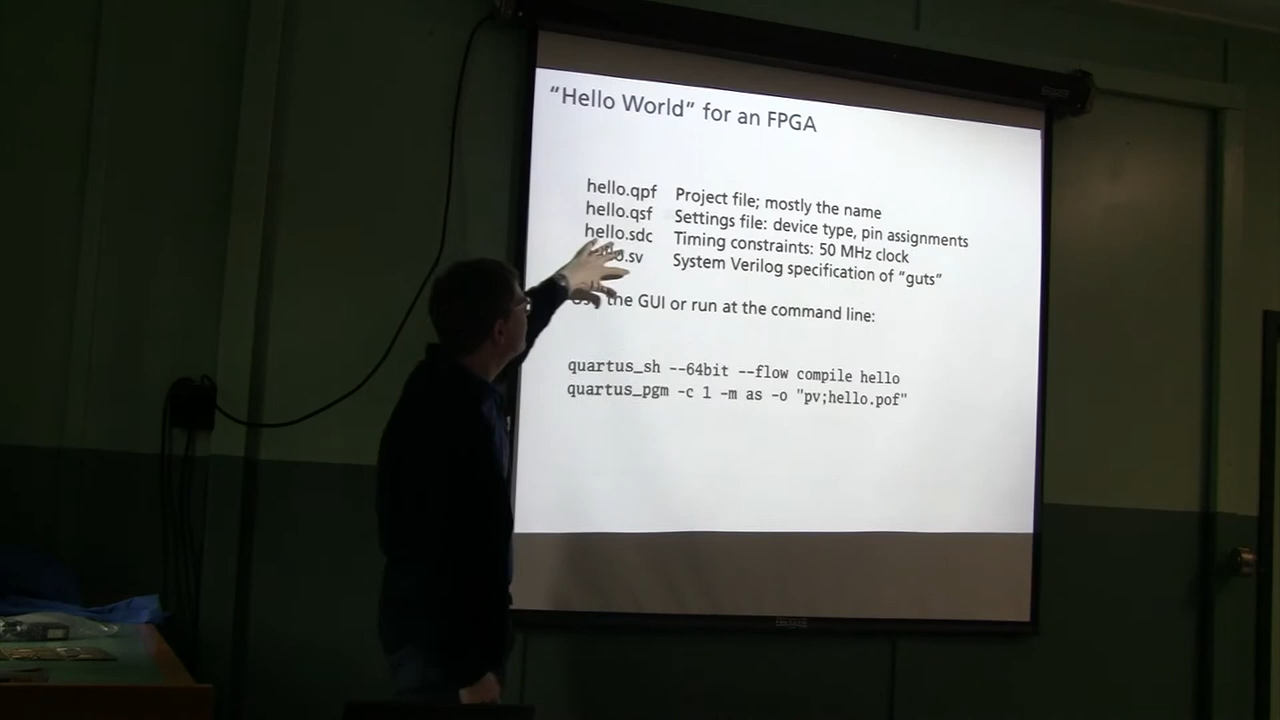 “Hello World” for an FPGA
hello.qpf Project file; mostly the name
hello.qsf Settings file: device type, pin assignments
hello.sdc Timing constraints: 50 MHz clock
.sv System Verilog specification of “guts”
the GUI or run at the command line:
quartus_sh --64bit --flow compile hello
quartus_pgm -c 1 -m as -o "pv;hello.pof"